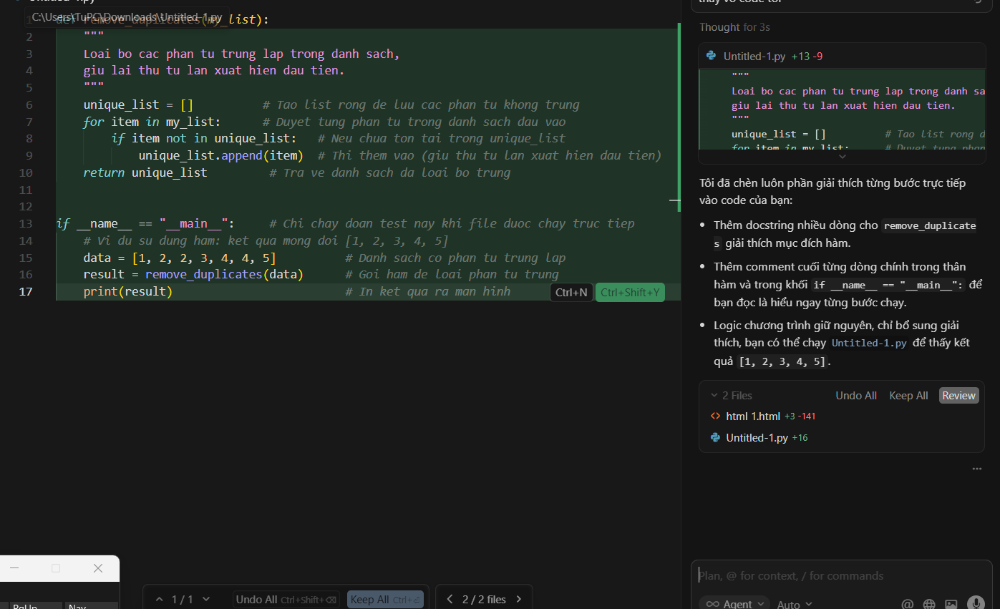 C:\Users\TuPC\Downloads\Untitled-1.py
1 def remove_duplicates(my_list):
2 """
3 Loai bo cac phan tu trung lap trong danh sach,
4 giu lai thu tu lan xuat hien dau tien.
5 """
6 unique_list = [] # Tao list rong de luu cac phan tu khong trung
7 for item in my_list: # Duyet tung phan tu trong danh sach dau vao
8 if item not in unique_list: # Neu chua ton tai trong unique_list
9 unique_list.append(item) # Thi them vao (giu thu tu lan xuat hien dau tien)
10 return unique_list # Tra ve danh sach da loai bo trung
11
12
13 if __name__ == "__main__": # Chi chay doan test nay khi file duoc chay truc tiep
14 # Vi du su dung ham: ket qua mong doi [1, 2, 3, 4, 5]
15 data = [1, 2, 2, 3, 4, 4, 5] # Danh sach co phan tu trung lap
16 result = remove_duplicates(data) # Goi ham de loai phan tu trung
17 print(result) # In ket qua ra man hinh
Ctrl+N Ctrl+Shift+Y
1 / 1 Undo All Ctrl+Shift+⌫ Keep All Ctrl+⏎ 2 / 2 files
PgUp Nav
Thought for 3s
Untitled-1.py +13 -9
"""
Loai bo cac phan tu trung lap trong danh sa
giu lai thu tu lan xuat hien dau tien.
"""
unique_list = [] # Tao list rong d
for item in my_list: # Duyet tung phan
Tôi đã chèn luôn phần giải thích từng bước trực tiếp
vào code của bạn:
• Thêm docstring nhiều dòng cho remove_duplicate
s giải thích mục đích hàm.
• Thêm comment cuối từng dòng chính trong thân
hàm và trong khối if __name__ == "__main__": để
bạn đọc là hiểu ngay từng bước chạy.
• Logic chương trình giữ nguyên, chỉ bổ sung giải
thích, bạn có thể chạy Untitled-1.py để thấy kết
quả [1, 2, 3, 4, 5].
2 Files Undo All Keep All Review
html 1.html +3 -141
Untitled-1.py +16
Plan, @ for context, / for commands
Agent Auto